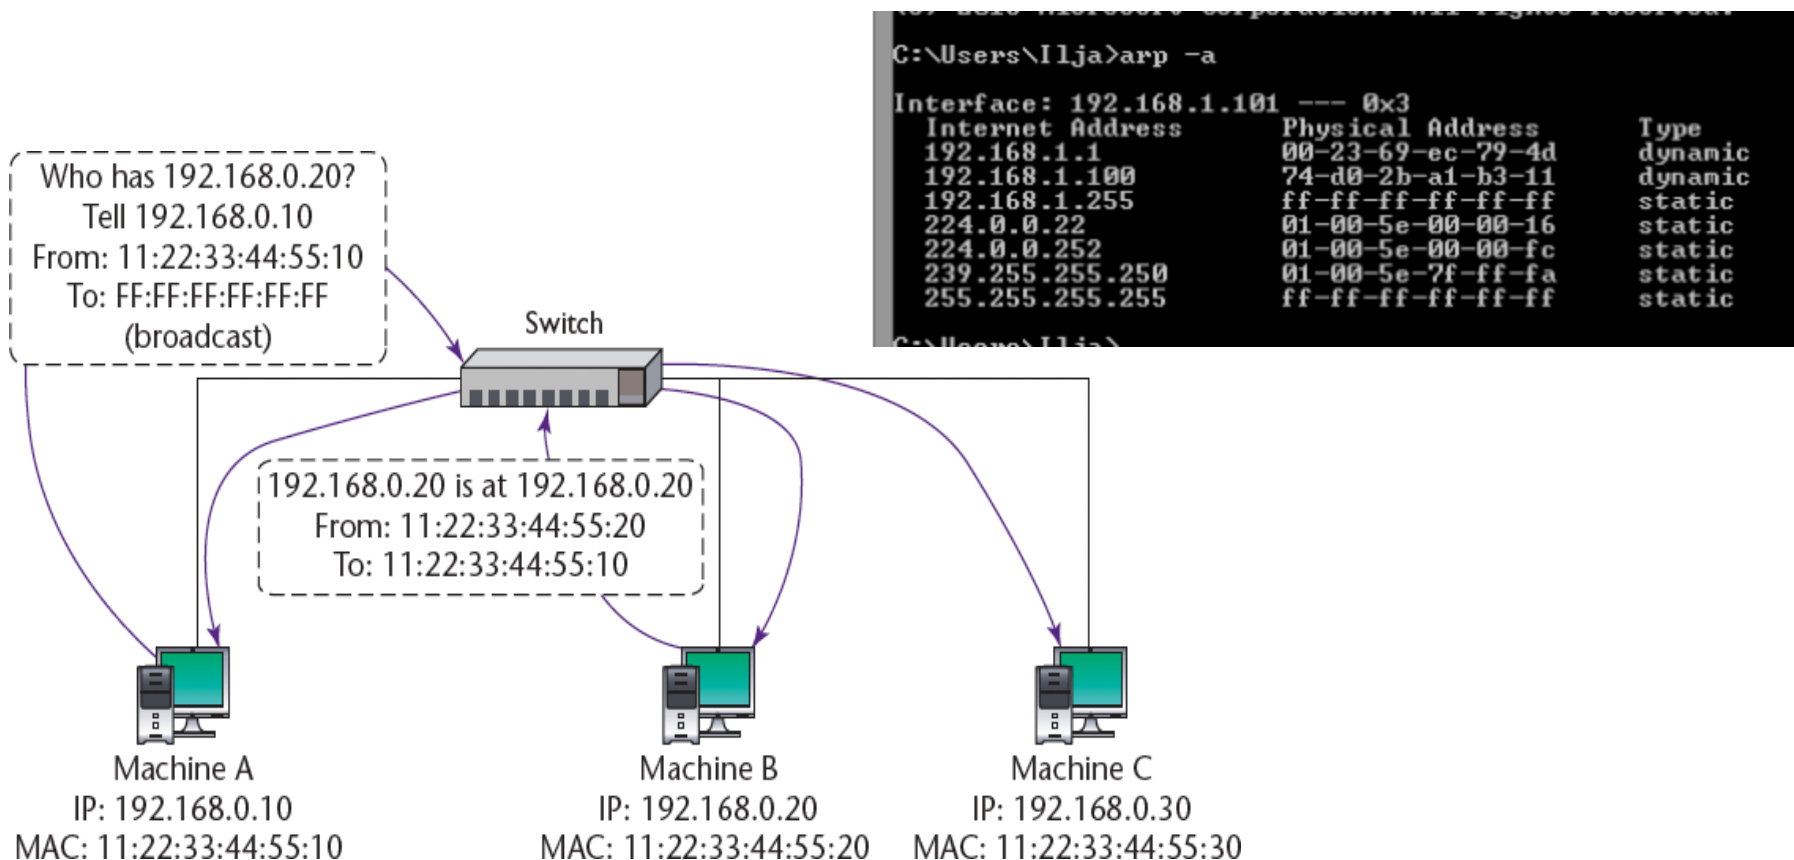 C:\Users\Ilja>arp -a
Interface: 192.168.1.101 --- 0x3
Internet Address Physical Address Type
192.168.1.1 00-23-69-ec-79-4d dynamic
192.168.1.100 74-d0-2b-a1-b3-11 dynamic
192.168.1.255 ff-ff-ff-ff-ff-ff static
224.0.0.22 01-00-5e-00-00-16 static
224.0.0.252 01-00-5e-00-00-fc static
239.255.255.250 01-00-5e-7f-ff-fa static
255.255.255.255 ff-ff-ff-ff-ff-ff static
Who has 192.168.0.20?
Tell 192.168.0.10
From: 11:22:33:44:55:10
To: FF:FF:FF:FF:FF:FF
(broadcast)
Switch
192.168.0.20 is at 192.168.0.20
From: 11:22:33:44:55:20
To: 11:22:33:44:55:10
Machine A
IP: 192.168.0.10
MAC: 11:22:33:44:55:10
Machine B
IP: 192.168.0.20
MAC: 11:22:33:44:55:20
Machine C
IP: 192.168.0.30
MAC: 11:22:33:44:55:30